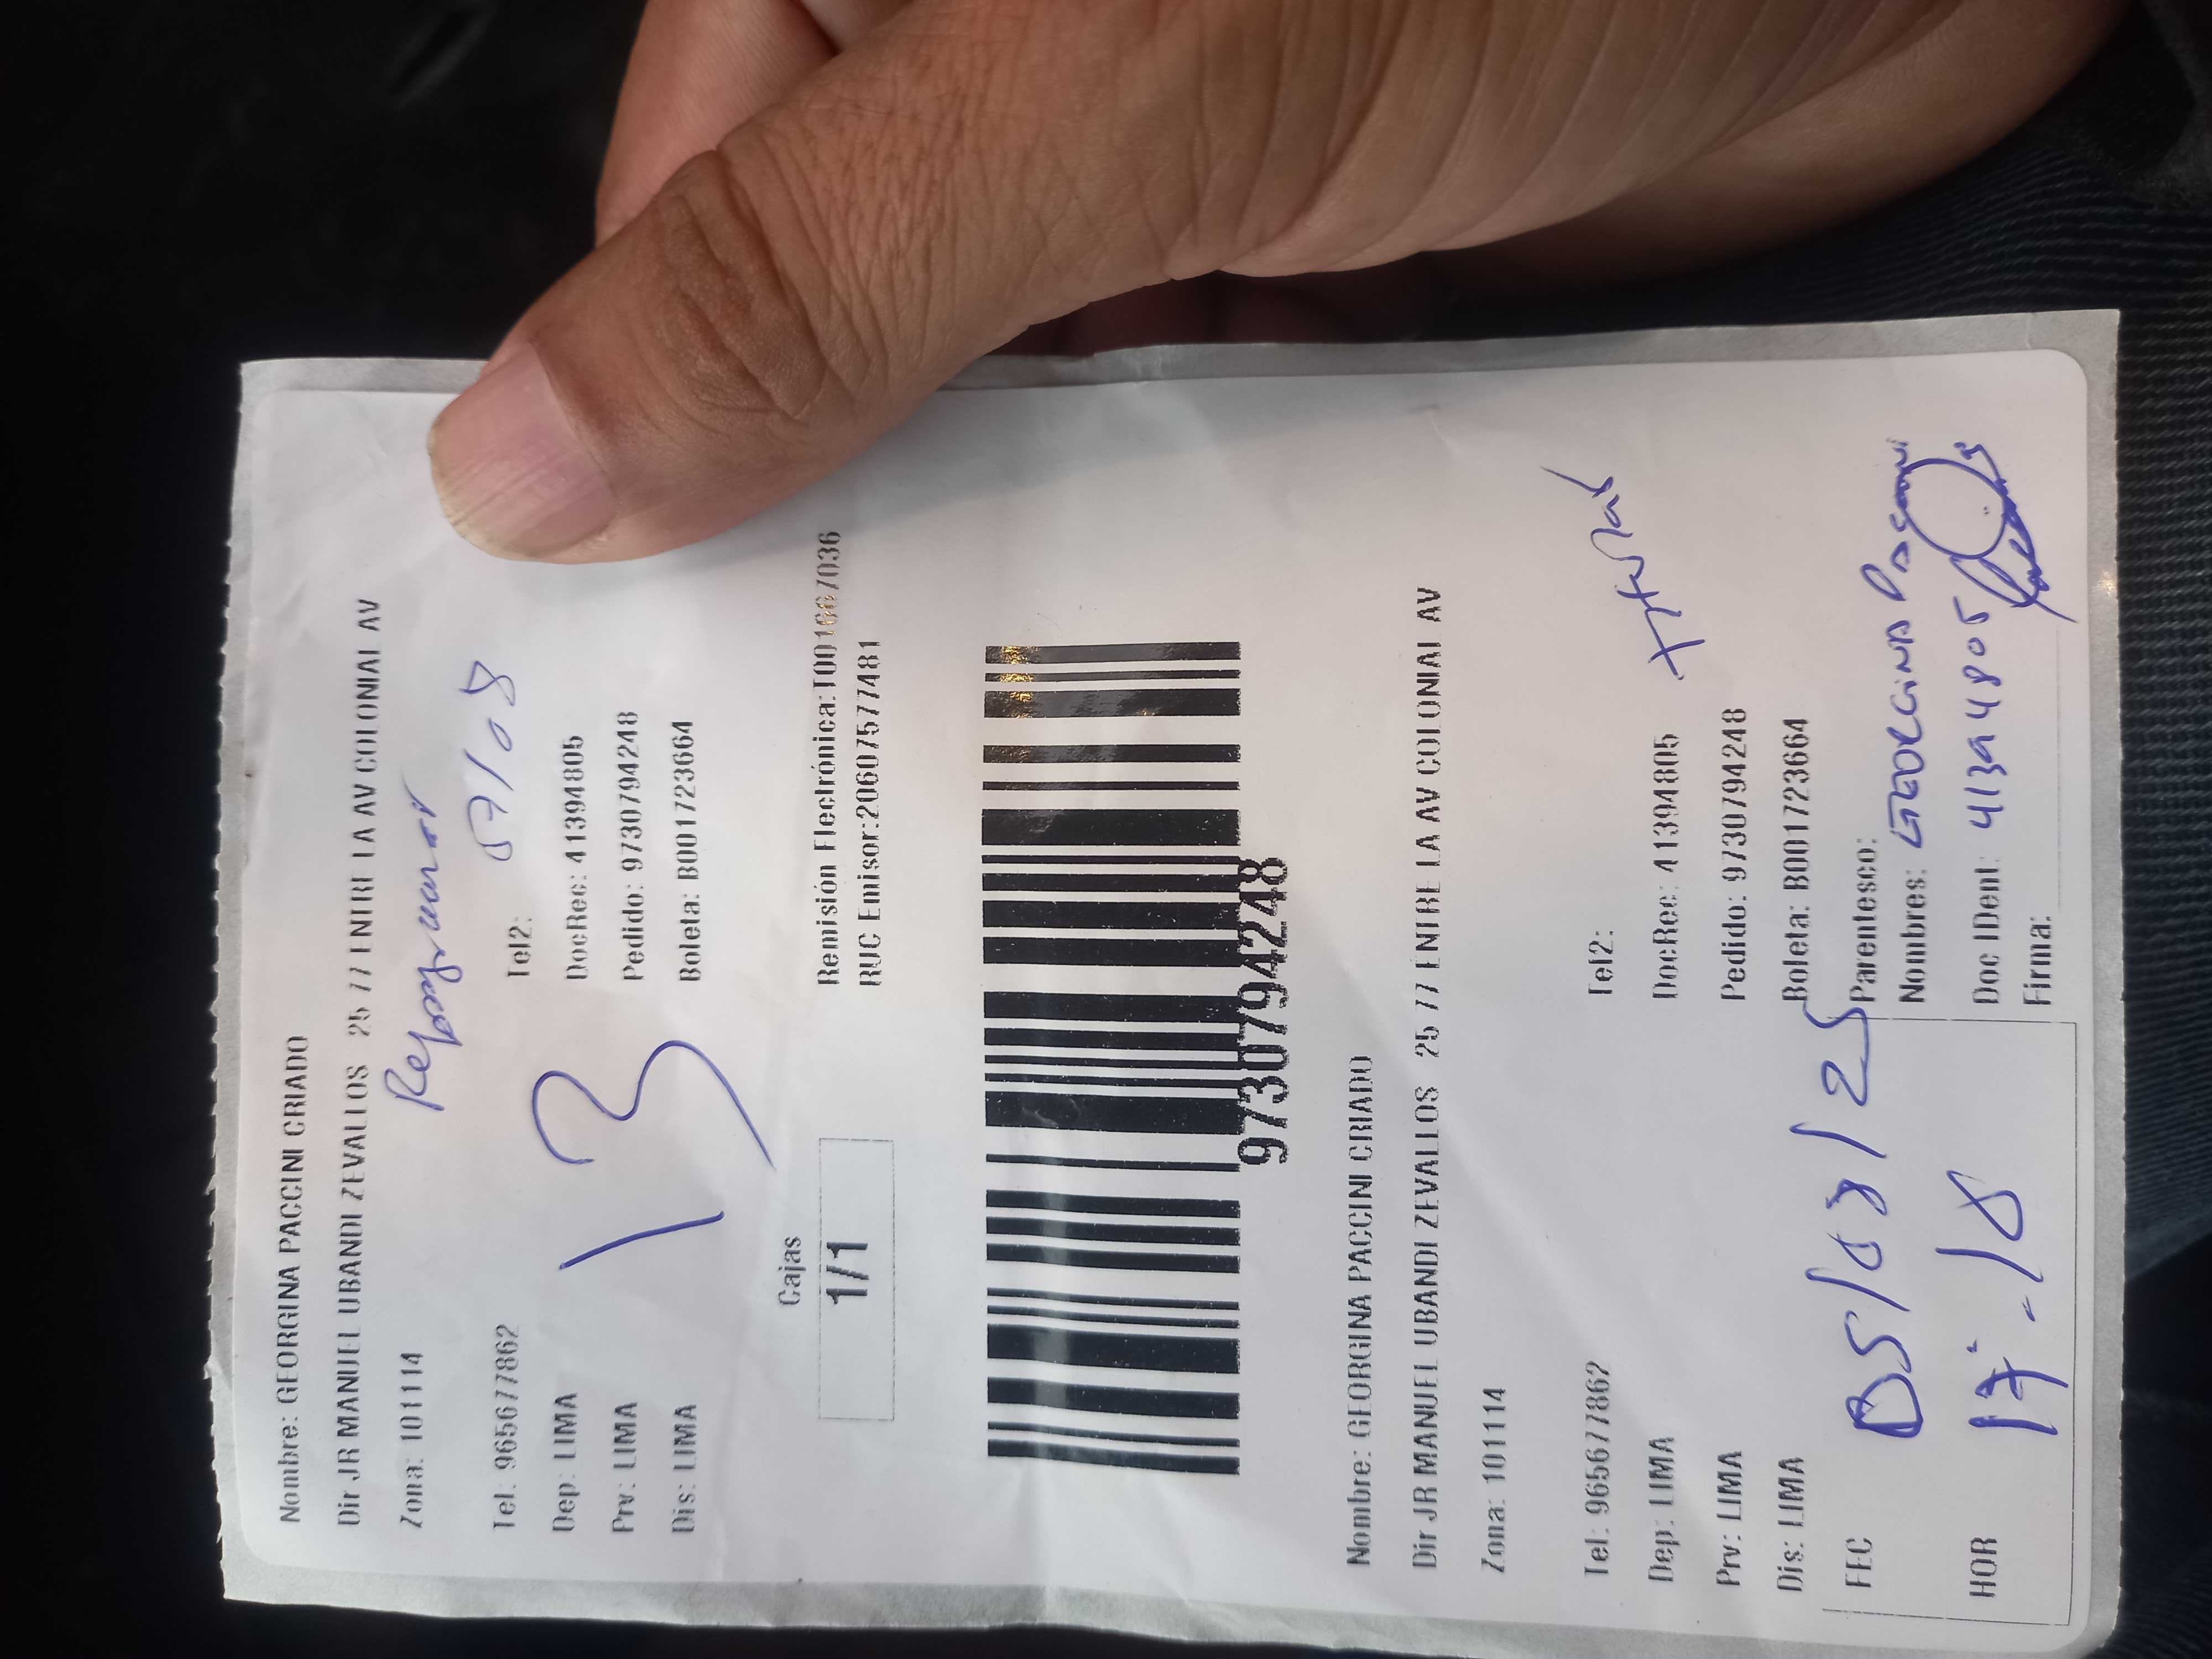 Nombre: GEORGINA PACCINI CRIADO
Dir JR MANUEL UBANDI ZEVALLOS 25 77 ENTRE LA AV COLONIAL AV
Zona: 101114
Reprogramar
07/08
Tel: 965677862 Tel2:
Dep: LIMA DocRec: 41394805
Prv: LIMA Pedido: 9730794248
Dis: LIMA Boleta: B001723664
13
Cajas
1/1
Remisión Electrónica:T001
RUC Emisor:20607577481
9730794248
Nombre: GEORGINA PACCINI CRIADO
Dir JR MANUEL UBANDI ZEVALLOS 25 77 ENTRE LA AV COLONIAL AV
Zona: 101114
Tel: 965677862 Tel2:
Dep: LIMA DocRec: 41394805
Prv: LIMA Pedido: 9730794248
Dis: LIMA Boleta: B001723664
Titular
FEC 05/08/25
HOR 17:18
Parentesco:
Nombres: GEORGINA
Doc IDent: 41394805
Firma: